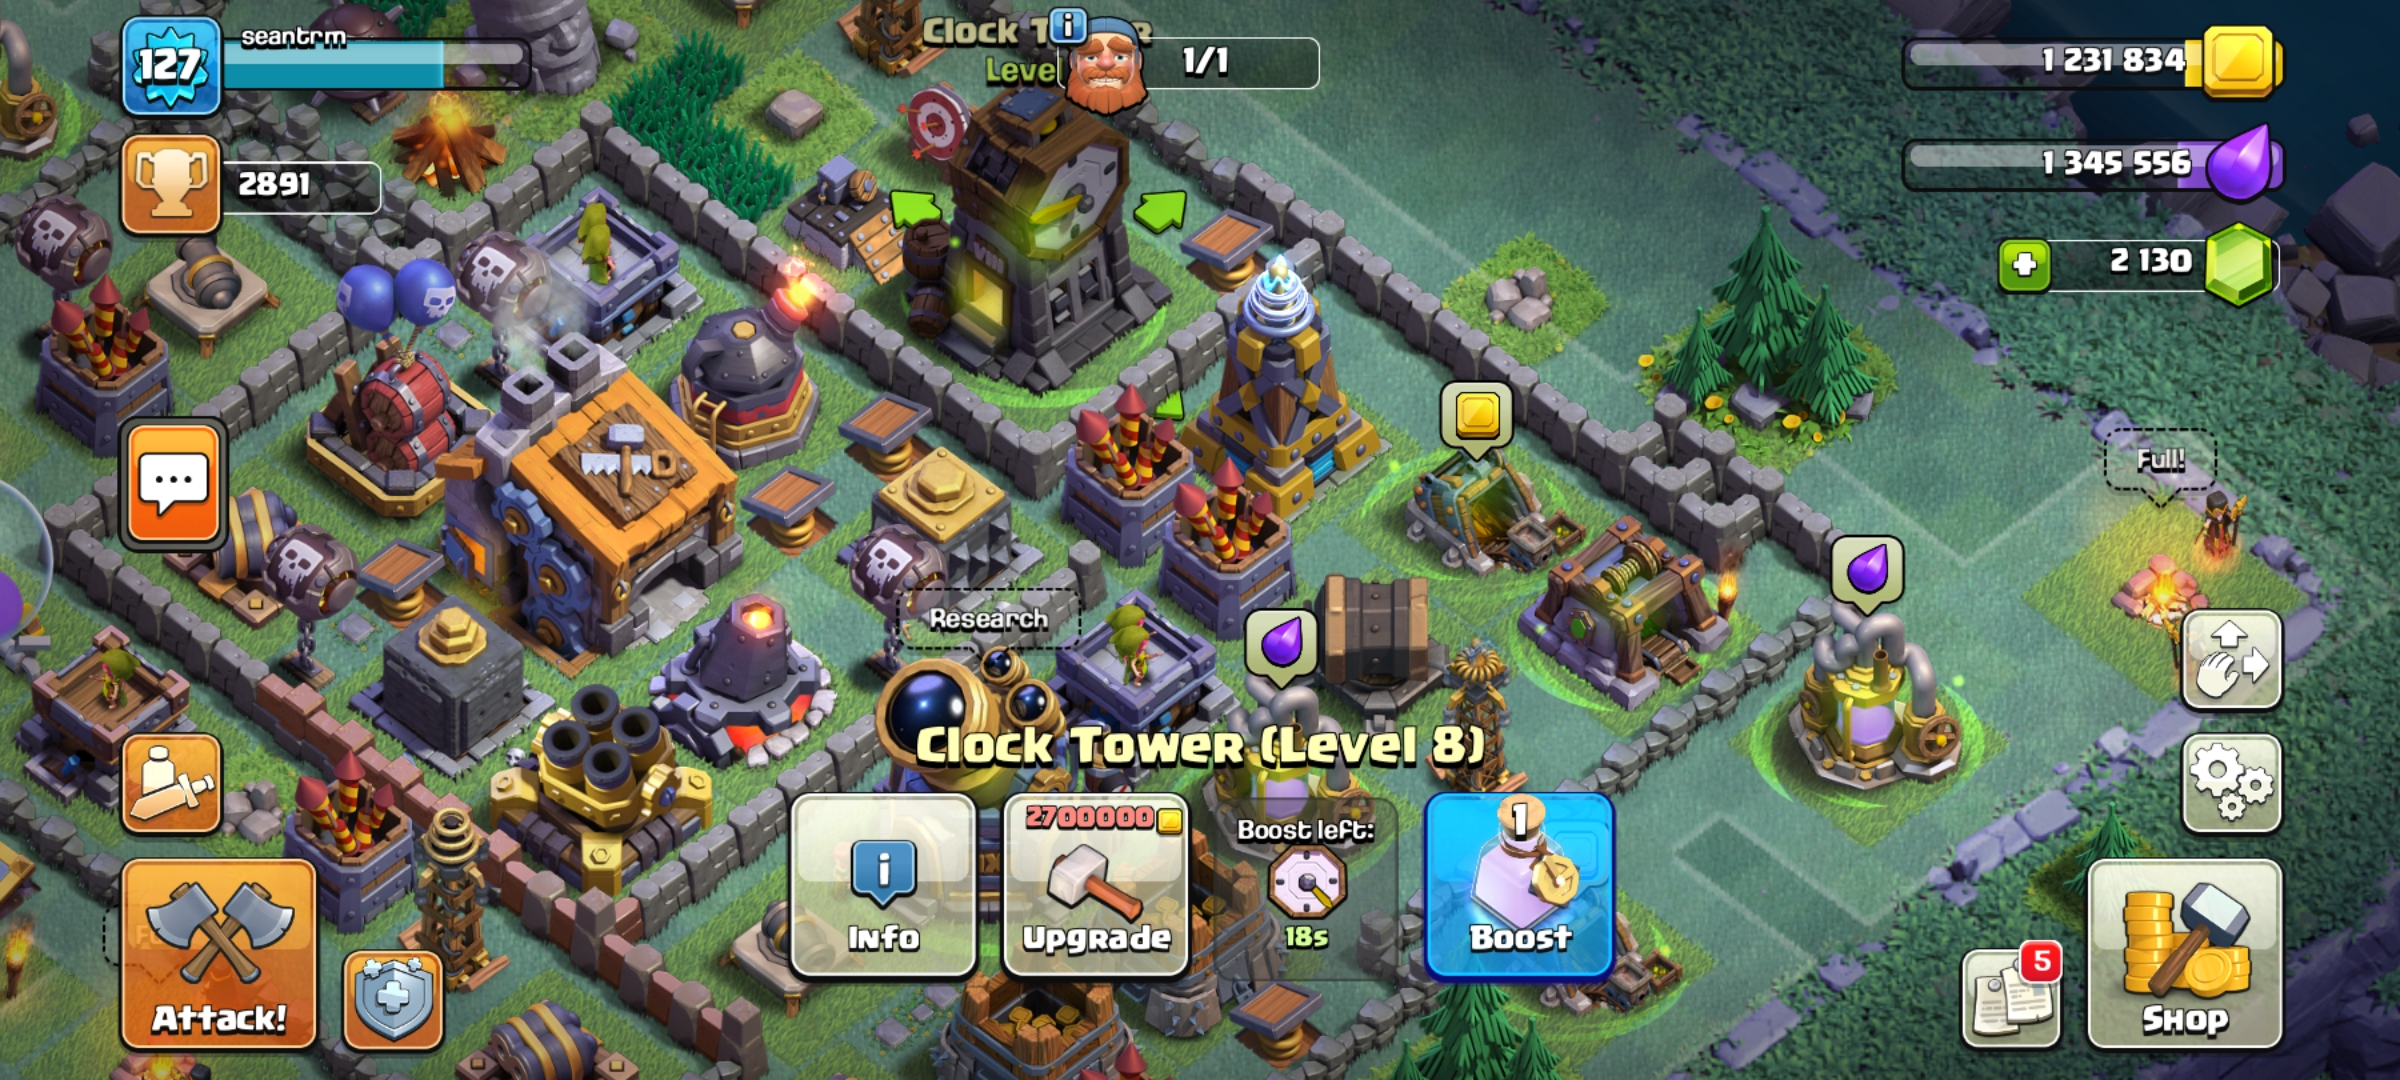 127
seantrm
Clock T
Leve
1/1
1 231 834
2891
1 345 556
2 130
Full!
Research
Clock Tower (Level 8)
2700000
Boost left:
1
Info
Upgrade
18s
Boost
Attack!
5
Shop